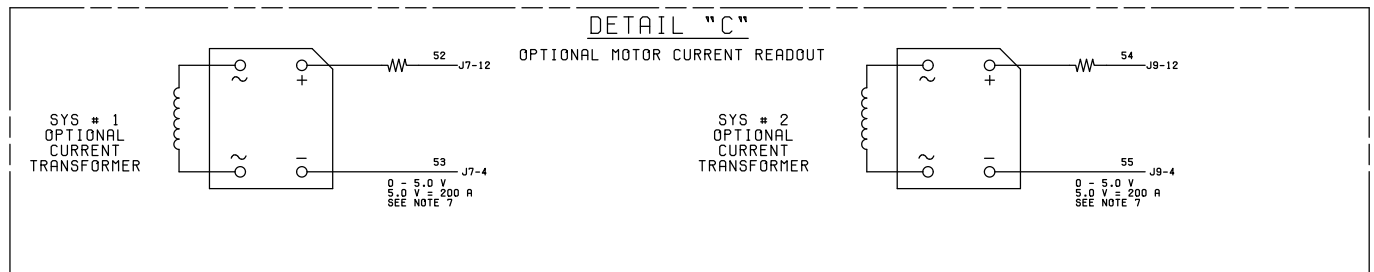 DETAIL "C"
OPTIONAL MOTOR CURRENT READOUT
SYS # 1
OPTIONAL
CURRENT
TRANSFORMER
~
+
~
–
52
J7-12
53
J7-4
0 - 5.0 V
5.0 V = 200 A
SEE NOTE 7
SYS # 2
OPTIONAL
CURRENT
TRANSFORMER
~
+
~
–
54
J9-12
55
J9-4
0 - 5.0 V
5.0 V = 200 A
SEE NOTE 7